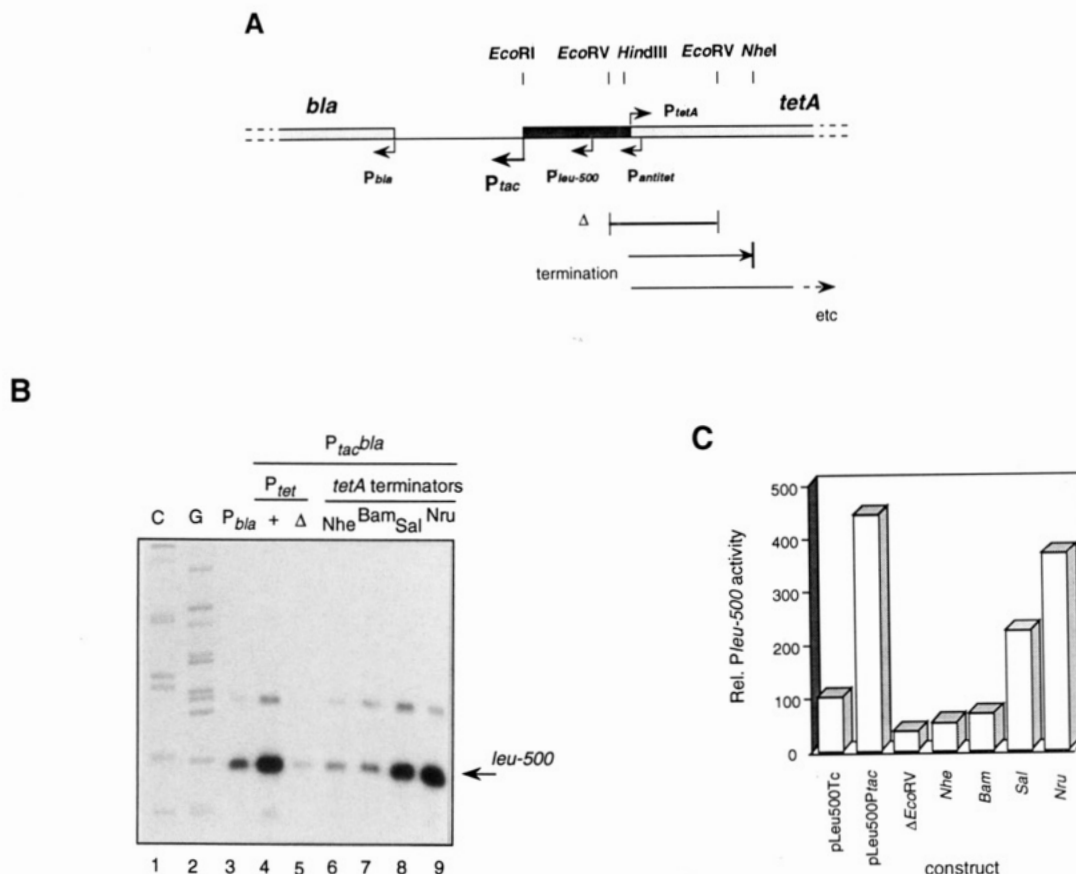 A
EcoRI EcoRV HindIII EcoRV NheI
bla PtetA tetA
Pbla Ptac Pleu-500 Pantitet
Δ
termination
etc
B
Ptacbla
Ptet tetA terminators
C G Pbla + Δ Nhe Bam Sal Nru
leu-500
1 2 3 4 5 6 7 8 9
C
Rel. Pleu-500 activity
500
400
300
200
100
0
pLeu500Tc
pLeu500Ptac
ΔEcoRV
Nhe
Bam
Sal
Nru
construct